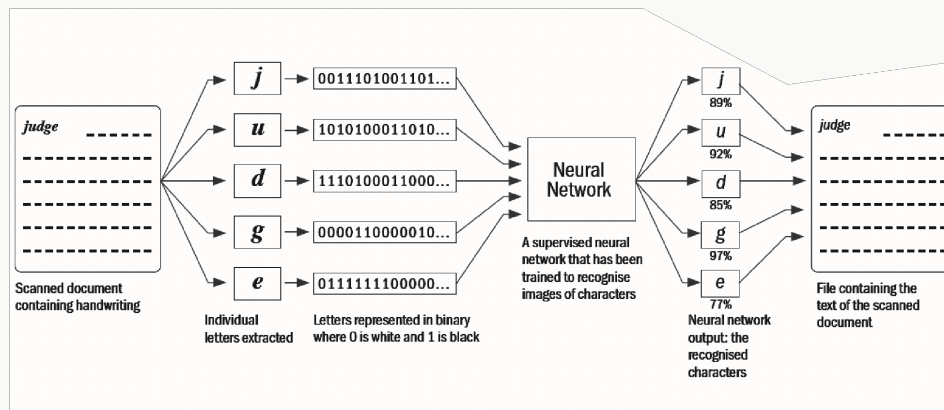 judge
Scanned document
containing handwriting
j
u
d
g
e
Individual
letters extracted
0011101001101...
1010100011010...
1110100011000...
0000110000010...
0111111100000...
Letters represented in binary
where 0 is white and 1 is black
Neural
Network
A supervised neural
network that has been
trained to recognise
images of characters
j
89%
u
92%
d
85%
g
97%
e
77%
Neural network
output: the
recognised
characters
judge
File containing the
text of the scanned
document